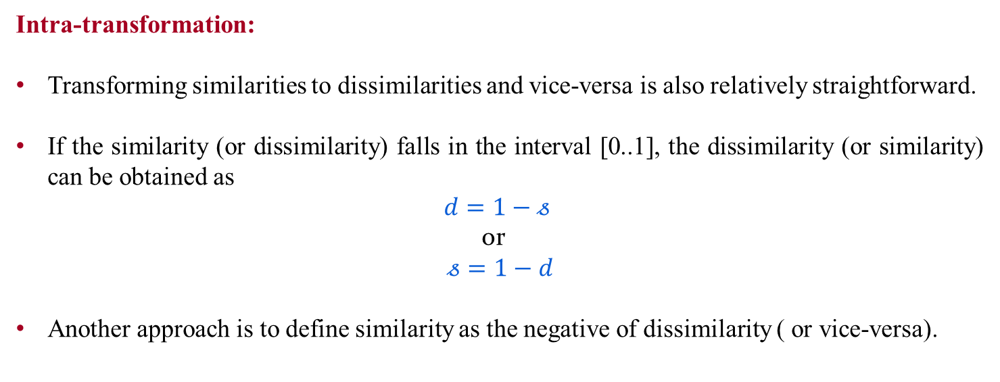 Intra-transformation:
• Transforming similarities to dissimilarities and vice-versa is also relatively straightforward.
• If the similarity (or dissimilarity) falls in the interval [0..1], the dissimilarity (or similarity)
can be obtained as
𝑑 = 1 − 𝓈
or
𝓈 = 1 − 𝑑
• Another approach is to define similarity as the negative of dissimilarity ( or vice-versa).